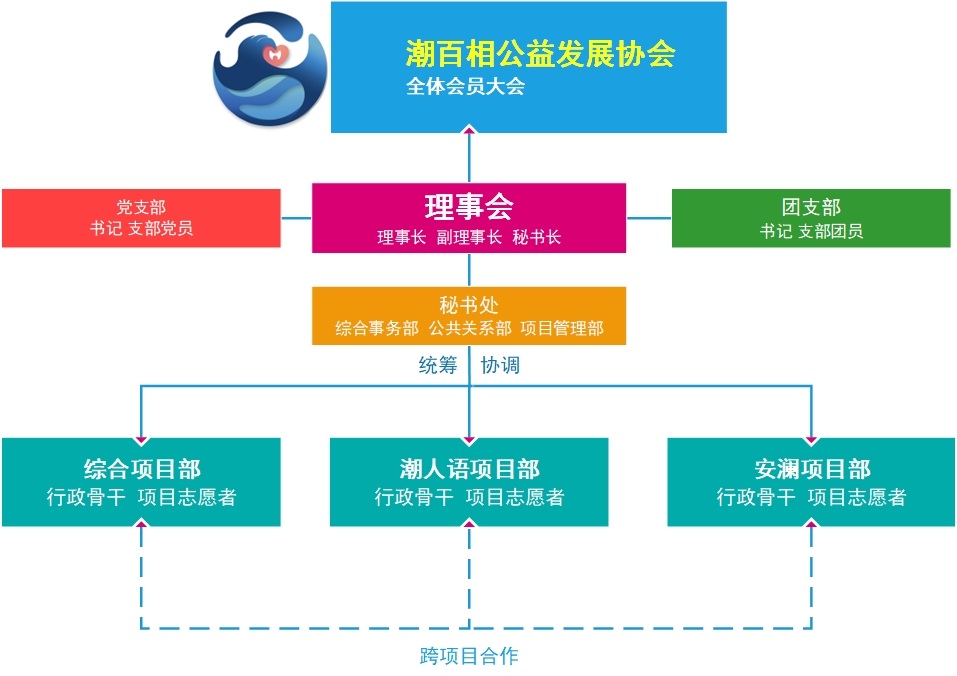 潮百相公益发展协会
全体会员大会
党支部
书记 支部党员
理事会
理事长 副理事长 秘书长
团支部
书记 支部团员
秘书处
综合事务部 公共关系部 项目管理部
统筹 协调
综合项目部
行政骨干 项目志愿者
潮人语项目部
行政骨干 项目志愿者
安澜项目部
行政骨干 项目志愿者
跨项目合作